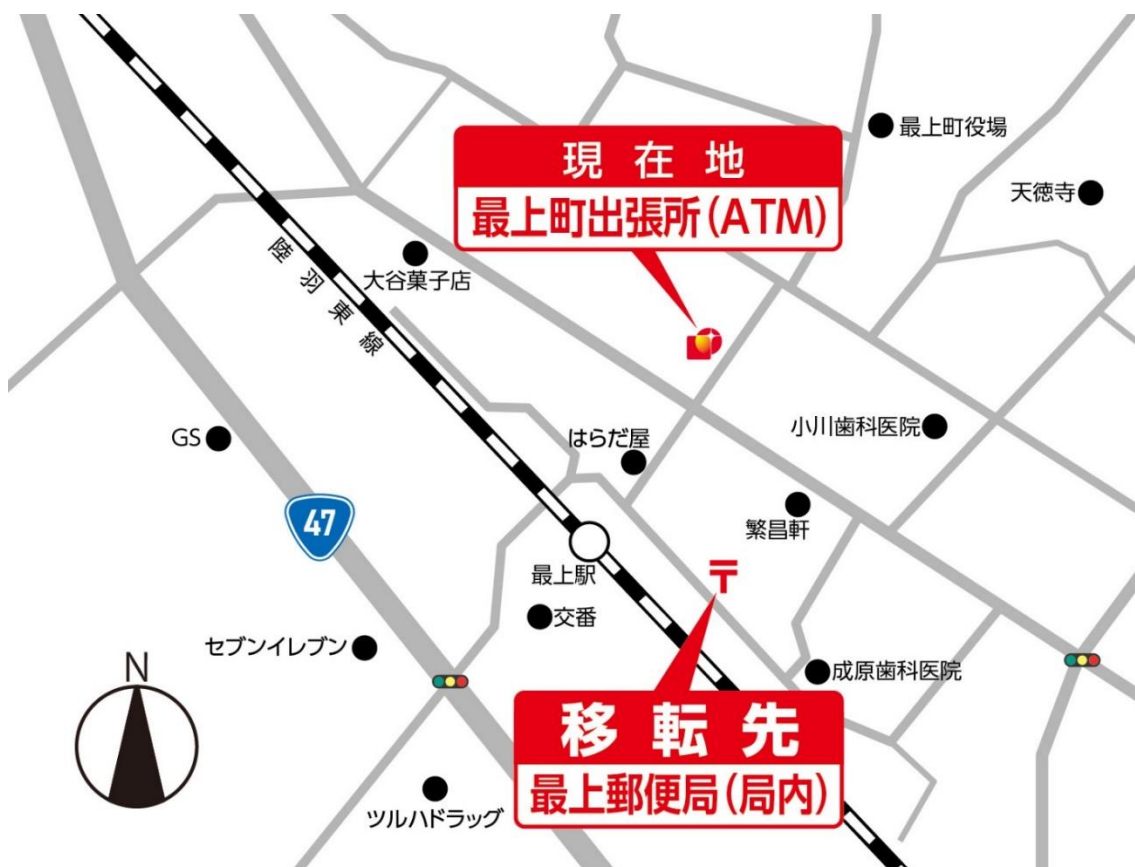 最上町役場
現在地
最上町出張所(ATM)
天徳寺
大谷菓子店
陸羽東線
GS
はらだ屋
小川歯科医院
47
繁昌軒
最上駅
〒
交番
セブンイレブン
成原歯科医院
N
移転先
最上郵便局(局内)
ツルハドラッグ